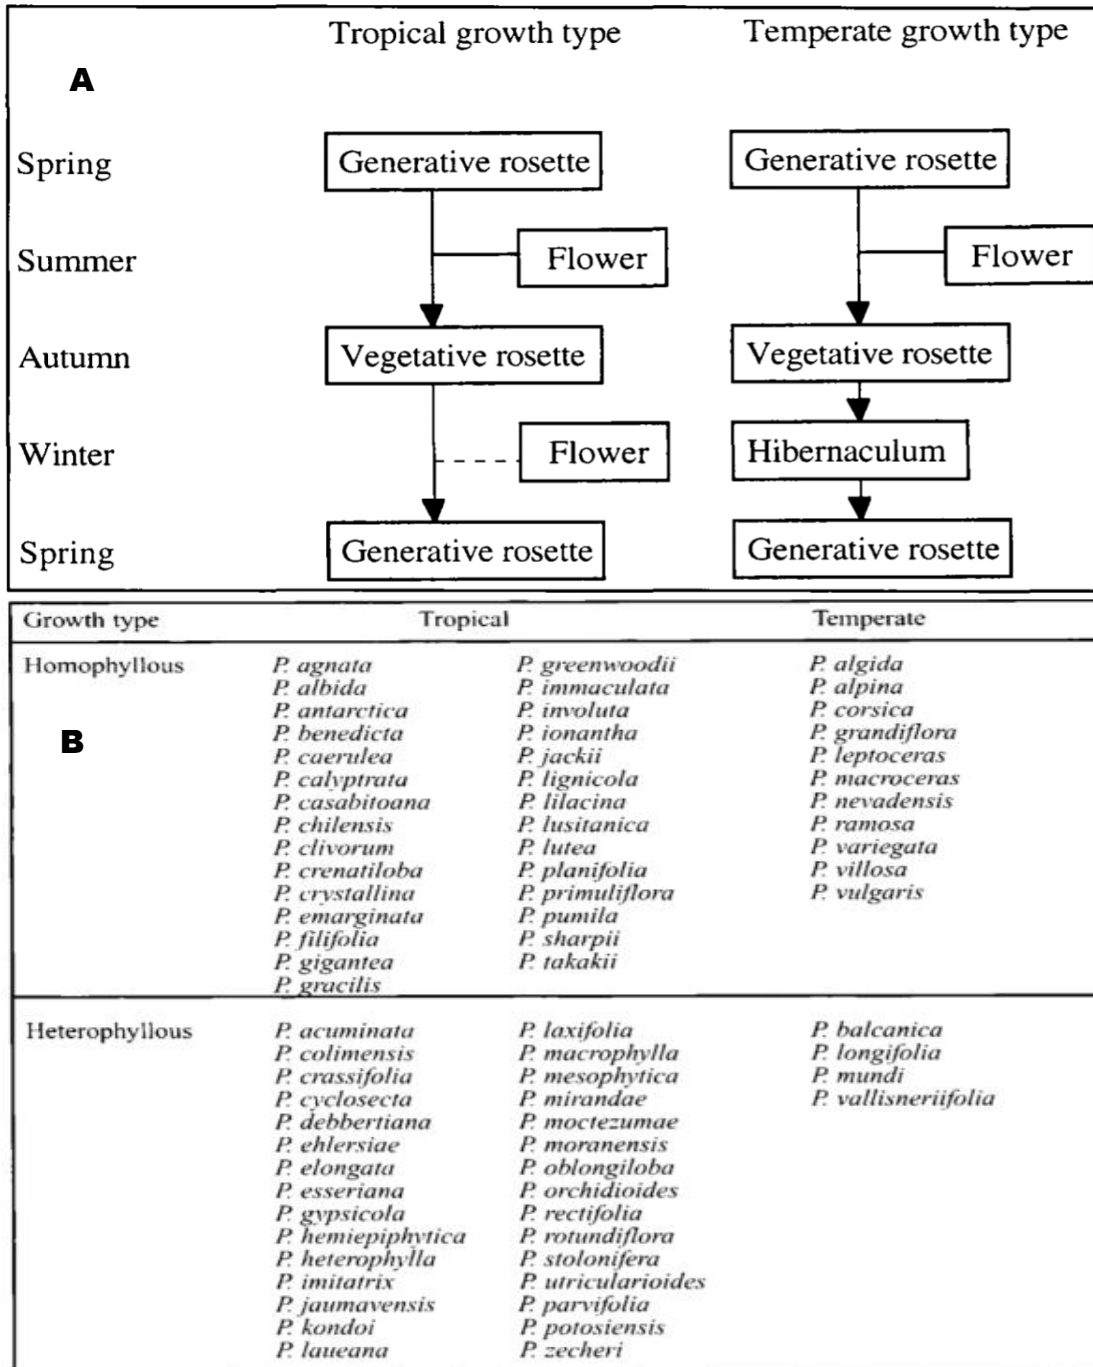 Tropical growth type Temperate growth type
A
Spring Generative rosette Generative rosette
Summer Flower Flower
Autumn Vegetative rosette Vegetative rosette
Winter Flower Hibernaculum
Spring Generative rosette Generative rosette
Growth type Tropical Temperate
Homophyllous P. agnata P. greenwoodii P. algida
P. albida P. immaculata P. alpina
P. antarctica P. involuta P. corsica
B P. benedicta P. ionantha P. grandiflora
P. caerulea P. jackii P. leptoceras
P. calyptrata P. lignicola P. macroceras
P. casabitoana P. lilacina P. nevadensis
P. chilensis P. lusitanica P. ramosa
P. clivorum P. lutea P. variegata
P. crenatiloba P. planifolia P. villosa
P. crystallina P. primuliflora P. vulgaris
P. emarginata P. pumila
P. filifolia P. sharpii
P. gigantea P. takakii
P. gracilis
Heterophyllous P. acuminata P. laxifolia P. balcanica
P. colimensis P. macrophylla P. longifolia
P. crassifolia P. mesophytica P. mundi
P. cyclosecta P. mirandae P. vallisneriifolia
P. debbertiana P. moctezumae
P. ehlersiae P. moranensis
P. elongata P. oblongiloba
P. esseriana P. orchidioides
P. gypsicola P. rectifolia
P. hemiepiphytica P. rotundiflora
P. heterophylla P. stolonifera
P. imitatrix P. utricularioides
P. jaumavensis P. parvifolia
P. kondoi P. potosiensis
P. laueana P. zecheri